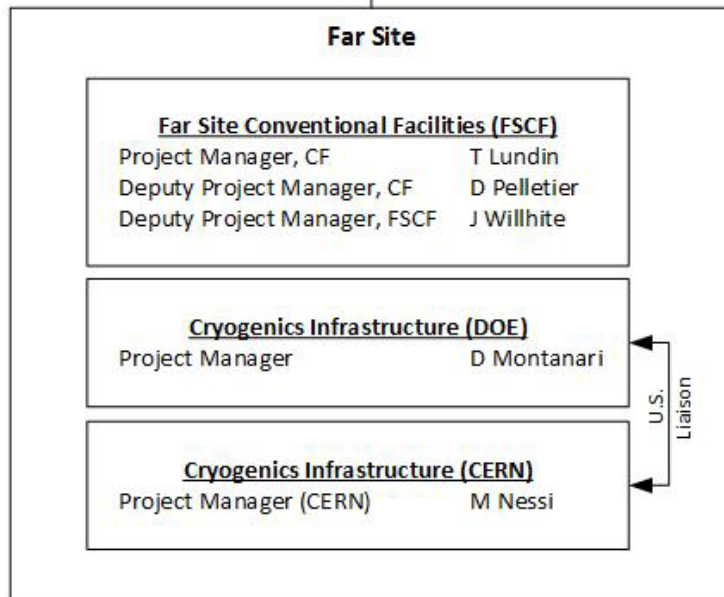 Far Site
Far Site Conventional Facilities (FSCF)
Project Manager, CF T Lundin
Deputy Project Manager, CF D Pelletier
Deputy Project Manager, FSCF J Willhite
Cryogenics Infrastructure (DOE)
Project Manager D Montanari
U.S.
Liaison
Cryogenics Infrastructure (CERN)
Project Manager (CERN) M Nessi